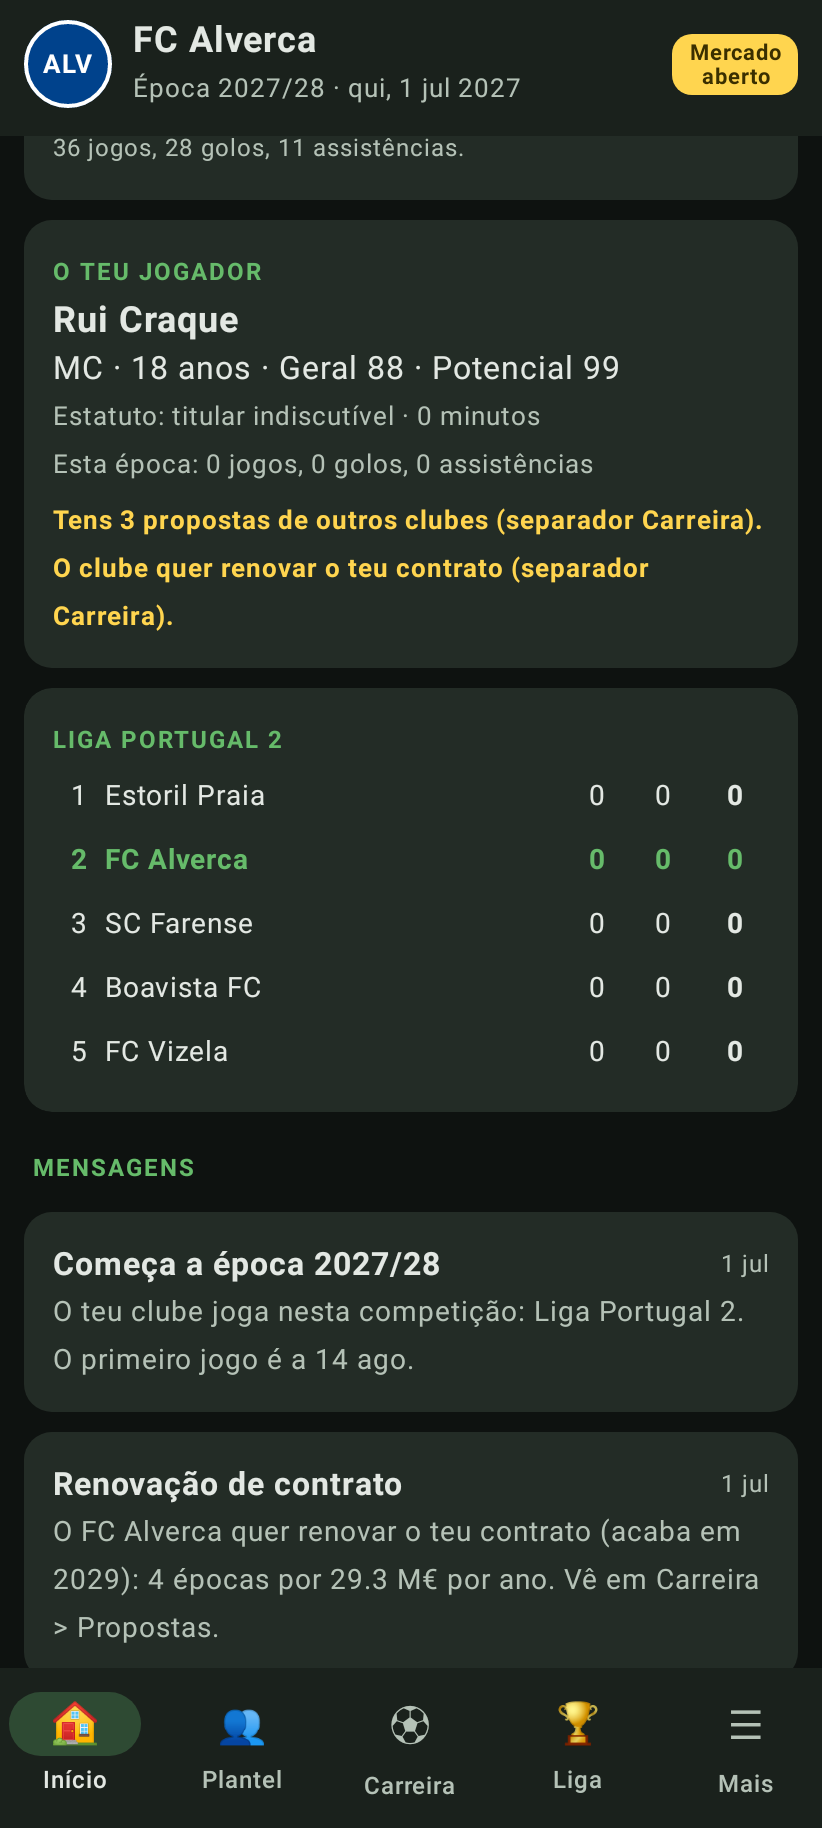 ALV
FC Alverca
Época 2027/28 · qui, 1 jul 2027
Mercado
aberto
36 jogos, 28 golos, 11 assistências.
O TEU JOGADOR
Rui Craque
MC · 18 anos · Geral 88 · Potencial 99
Estatuto: titular indiscutível · 0 minutos
Esta época: 0 jogos, 0 golos, 0 assistências
Tens 3 propostas de outros clubes (separador Carreira).
O clube quer renovar o teu contrato (separador
Carreira).
LIGA PORTUGAL 2
1 Estoril Praia 0 0 0
2 FC Alverca 0 0 0
3 SC Farense 0 0 0
4 Boavista FC 0 0 0
5 FC Vizela 0 0 0
MENSAGENS
Começa a época 2027/28 1 jul
O teu clube joga nesta competição: Liga Portugal 2.
O primeiro jogo é a 14 ago.
Renovação de contrato 1 jul
O FC Alverca quer renovar o teu contrato (acaba em
2029): 4 épocas por 29.3 M€ por ano. Vê em Carreira
> Propostas.
Início
Plantel
Carreira
Liga
Mais